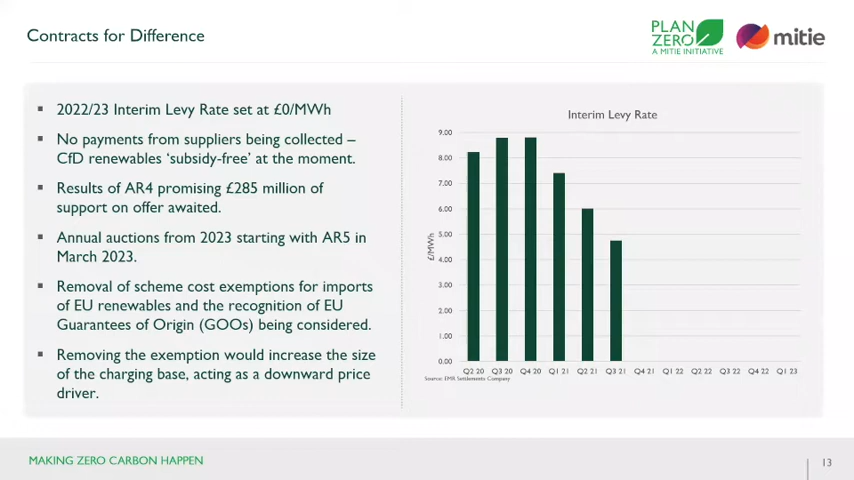 Contracts for Difference
PLAN
ZERO
A MITIE INITIATIVE
mitie
▪ 2022/23 Interim Levy Rate set at £0/MWh
▪ No payments from suppliers being collected –
CfD renewables ‘subsidy-free’ at the moment.
▪ Results of AR4 promising £285 million of
support on offer awaited.
▪ Annual auctions from 2023 starting with AR5 in
March 2023.
▪ Removal of scheme cost exemptions for imports
of EU renewables and the recognition of EU
Guarantees of Origin (GOOs) being considered.
▪ Removing the exemption would increase the size
of the charging base, acting as a downward price
driver.
Interim Levy Rate
£/MWh
9.00
8.00
7.00
6.00
5.00
4.00
3.00
2.00
1.00
0.00
Q2 20 Q3 20 Q4 20 Q1 21 Q2 21 Q3 21 Q4 21 Q1 22 Q2 22 Q3 22 Q4 22 Q1 23
Source: EMR Settlements Company
MAKING ZERO CARBON HAPPEN
13